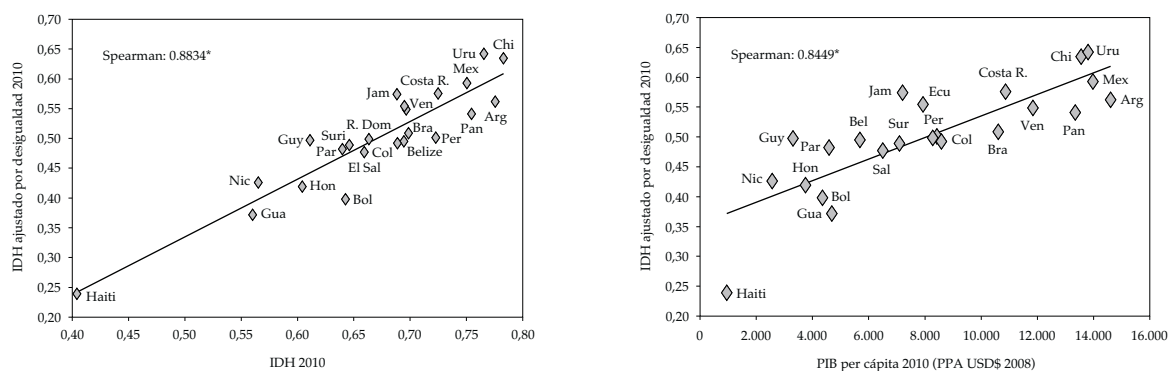 IDH ajustado por desigualdad 2010
0,70
0,65
0,60
0,55
0,50
0,45
0,40
0,35
0,30
0,25
0,20
Spearman: 0.8834*
Chi
Uru
Mex
Costa R.
Jam
Ven
Arg
Pan
R. Dom
Bra
Suri
Guy
Per
Par
Col
Belize
El Sal
Nic
Hon
Bol
Gua
Haiti
0,40
0,45
0,50
0,55
0,60
0,65
0,70
0,75
0,80
IDH 2010
IDH ajustado por desigualdad 2010
0,70
0,65
0,60
0,55
0,50
0,45
0,40
0,35
0,30
0,25
0,20
Spearman: 0.8449*
Chi
Uru
Costa R.
Mex
Jam
Ecu
Arg
Ven
Pan
Bel
Sur
Per
Guy
Par
Col
Bra
Sal
Hon
Nic
Bol
Gua
Haiti
0
2.000
4.000
6.000
8.000
10.000
12.000
14.000
16.000
PIB per cápita 2010 (PPA USD$ 2008)